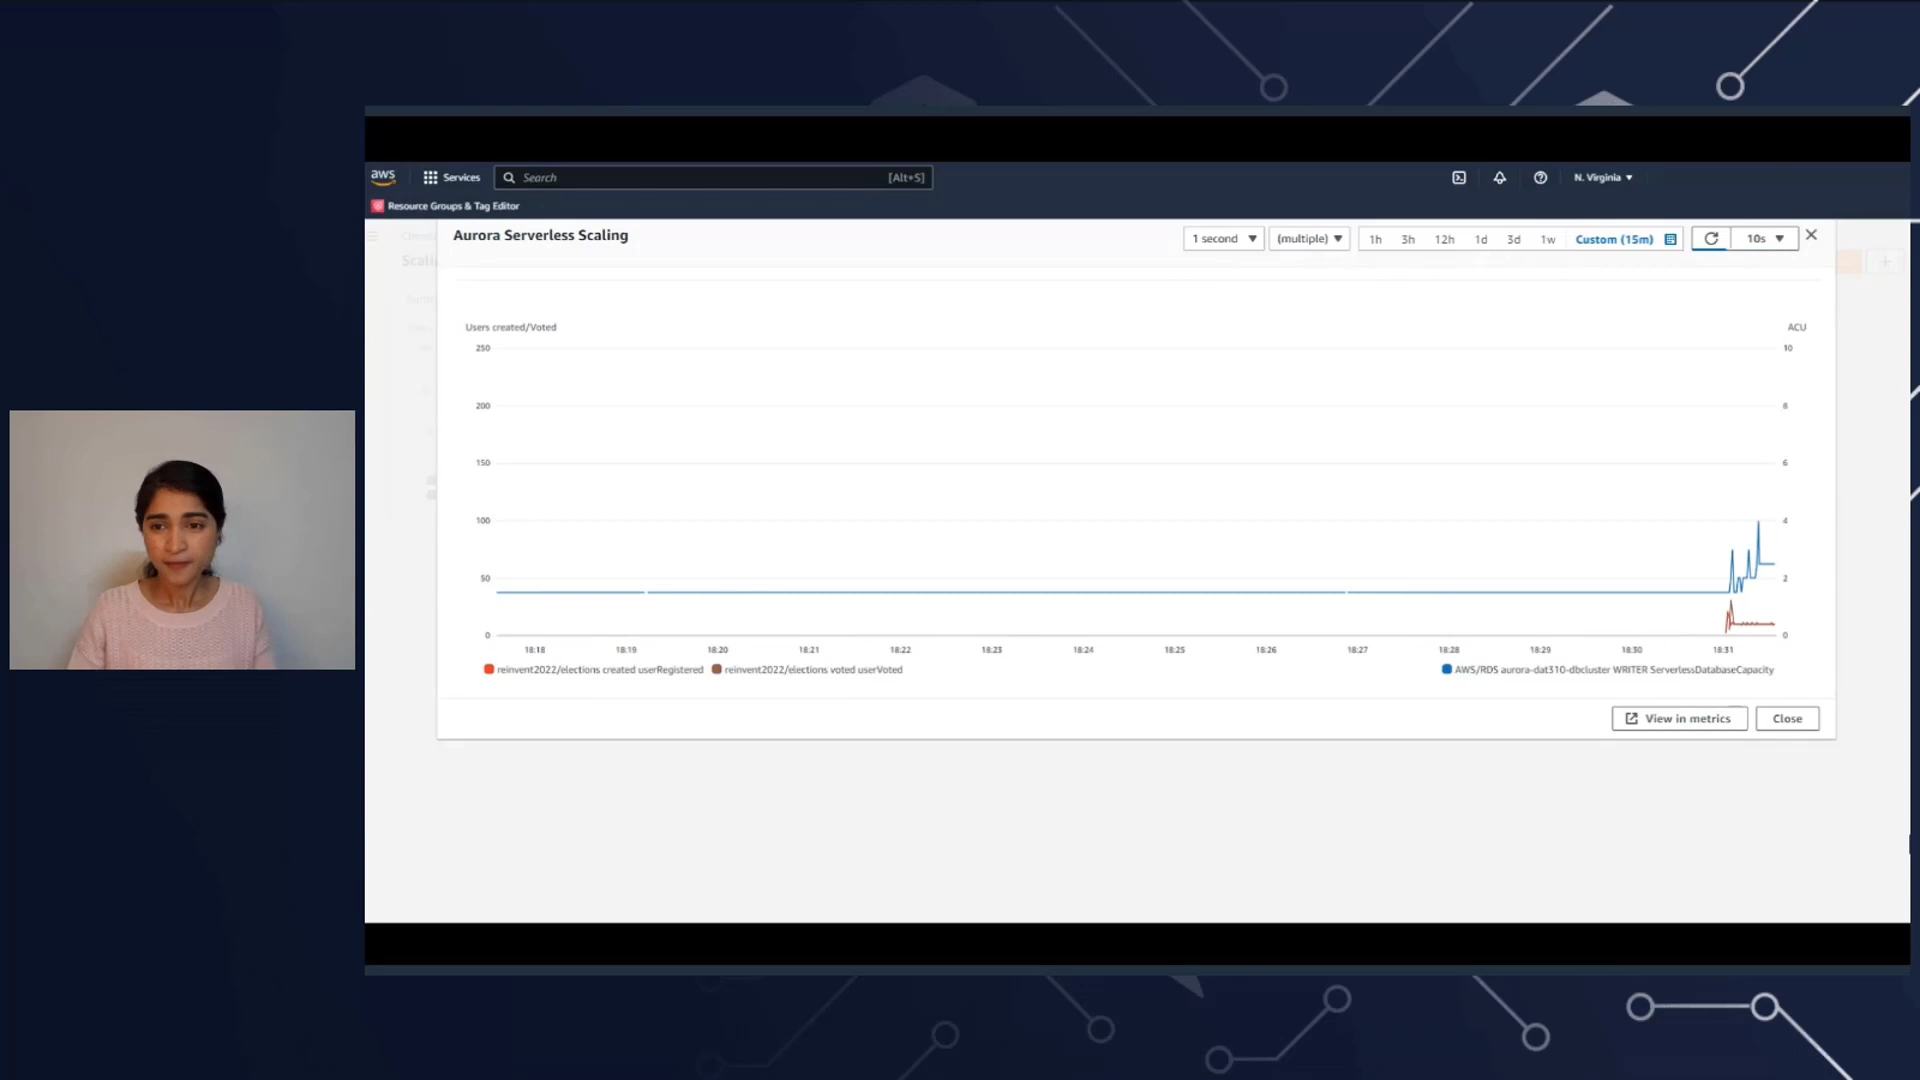 aws Services Search [Alt+S] N. Virginia
Resource Groups & Tag Editor
Aurora Serverless Scaling 1 second (multiple) 1h 3h 12h 1d 3d 1w Custom (15m) 10s
Users created/Voted ACU
250 10
200 8
150 6
100 4
50 2
0 0
18:18 18:19 18:20 18:21 18:22 18:23 18:24 18:25 18:26 18:27 18:28 18:29 18:30 18:31
reinvent2022/elections created userRegistered reinvent2022/elections voted userVoted AWS/RDS aurora-dat310-dbcluster WRITER ServerlessDatabaseCapacity
View in metrics Close